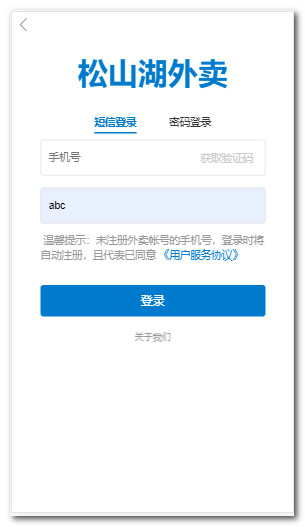 松山湖外卖
短信登录 密码登录
手机号 获取验证码
abc
温馨提示：未注册外卖帐号的手机号，登录时将
自动注册，且代表已同意《用户服务协议》
登录
关于我们